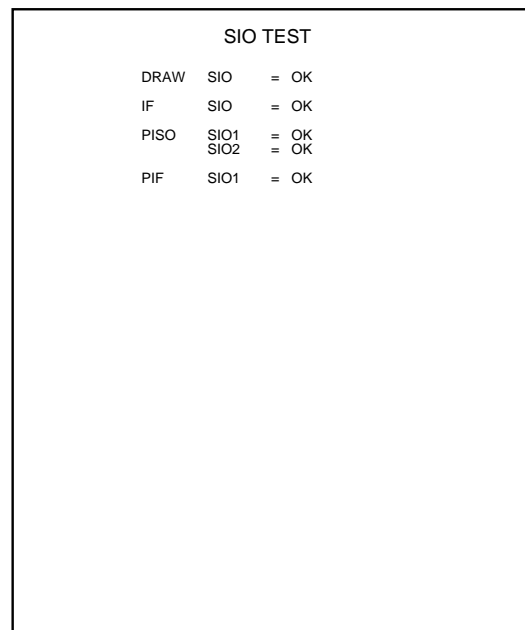 SIO TEST
DRAW SIO = OK
IF SIO = OK
PISO SIO1 = OK
SIO2 = OK
PIF SIO1 = OK